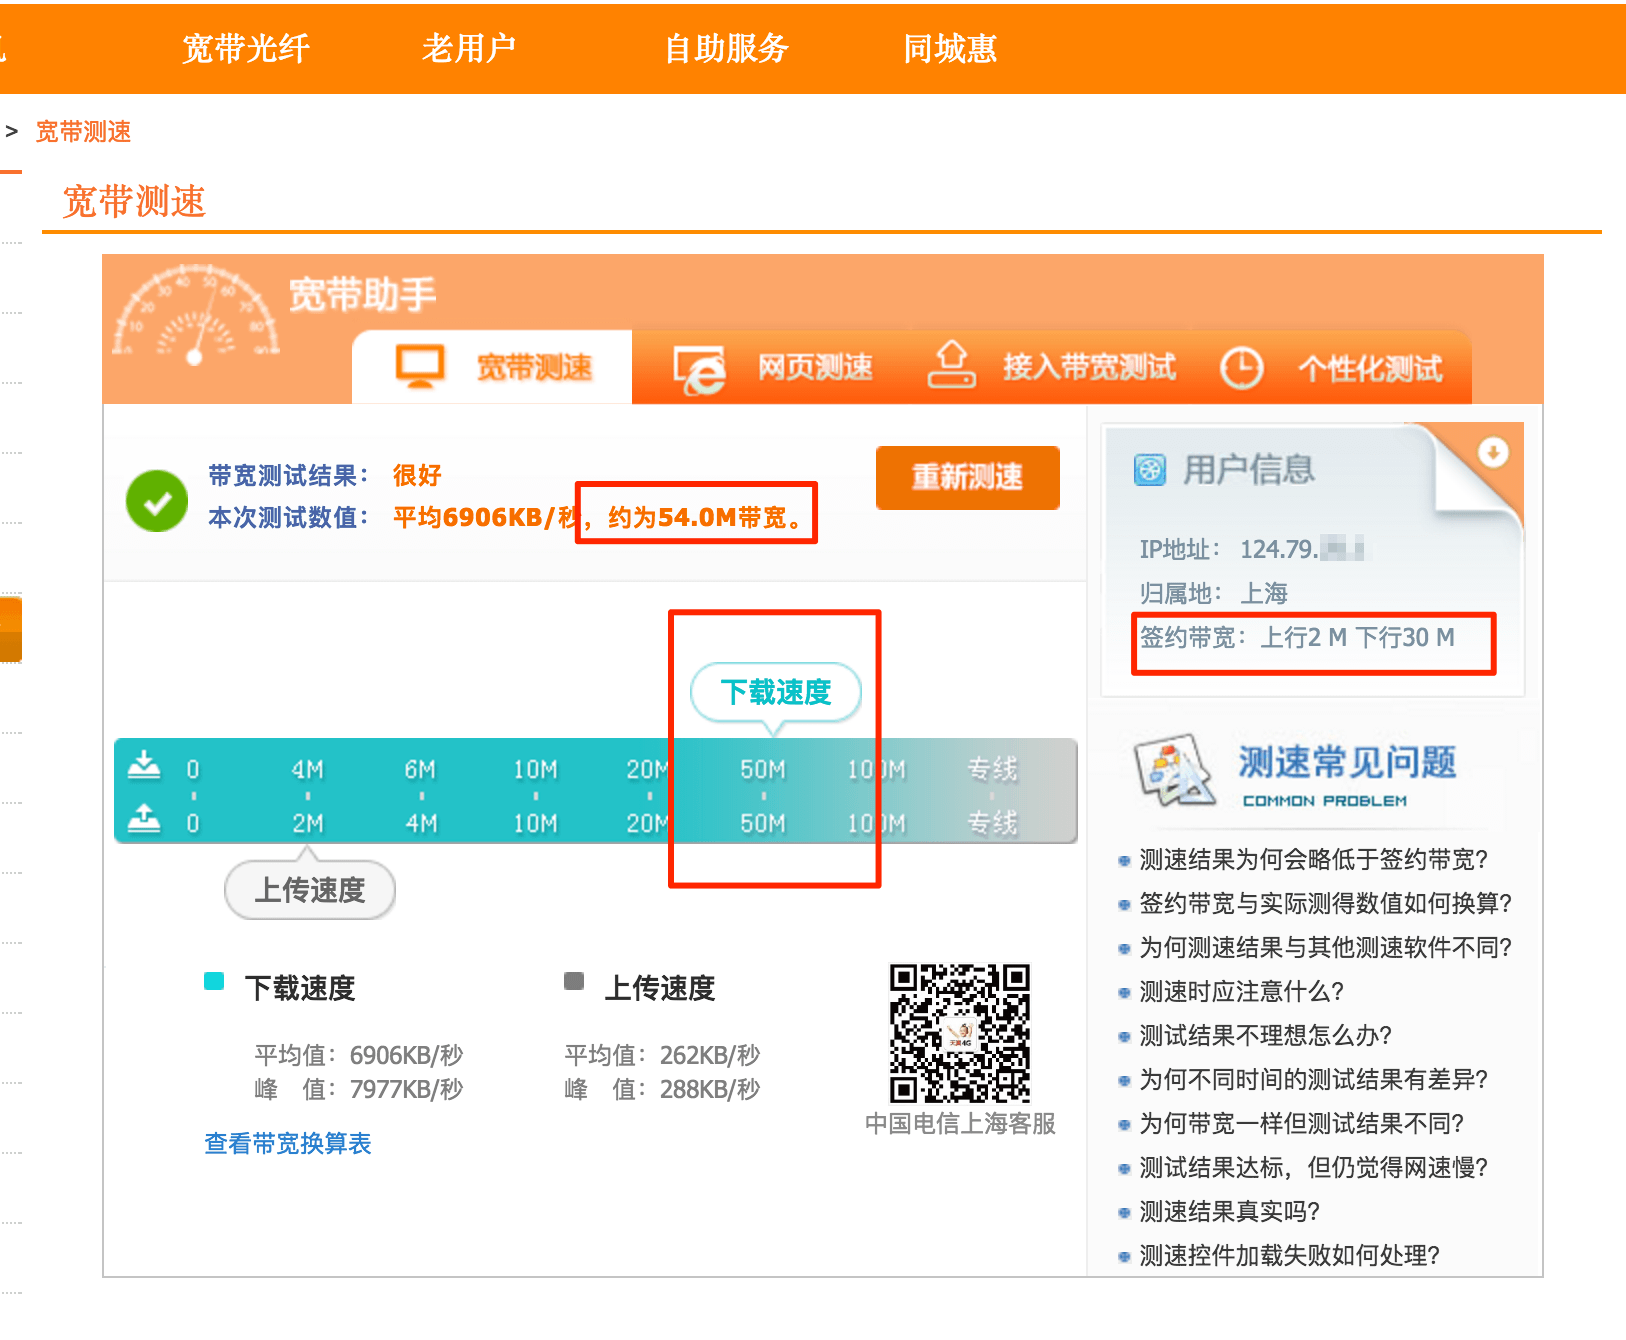 宽带光纤 老用户 自助服务 同城惠
> 宽带测速
宽带测速
宽带助手
宽带测速 网页测速 接入带宽测试 个性化测试
带宽测试结果： 很好
本次测试数值： 平均6906KB/秒，约为54.0M带宽。
重新测速
下载速度
0 4M 6M 10M 20M 50M 100M 专线
0 2M 4M 10M 20M 50M 100M 专线
上传速度
下载速度
平均值：6906KB/秒
峰 值：7977KB/秒
上传速度
平均值：262KB/秒
峰 值：288KB/秒
查看带宽换算表
天翼4G
中国电信上海客服
用户信息
IP地址： 124.79.
归属地： 上海
签约带宽：上行2 M 下行30 M
测速常见问题
COMMON PROBLEM
测速结果为何会略低于签约带宽？
签约带宽与实际测得数值如何换算？
为何测速结果与其他测速软件不同？
测速时应注意什么？
测试结果不理想怎么办？
为何不同时间的测试结果有差异？
为何带宽一样但测试结果不同？
测试结果达标，但仍觉得网速慢？
测速结果真实吗？
测速控件加载失败如何处理？